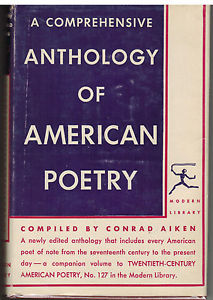 A COMPREHENSIVE
ANTHOLOGY
OF
AMERICAN
POETRY
MODERN
LIBRARY
COMPILED BY CONRAD AIKEN
A newly edited anthology that includes every American
poet of note from the seventeenth century to the present
day—a companion volume to TWENTIETH-CENTURY
AMERICAN POETRY, No. 127 in the Modern Library.